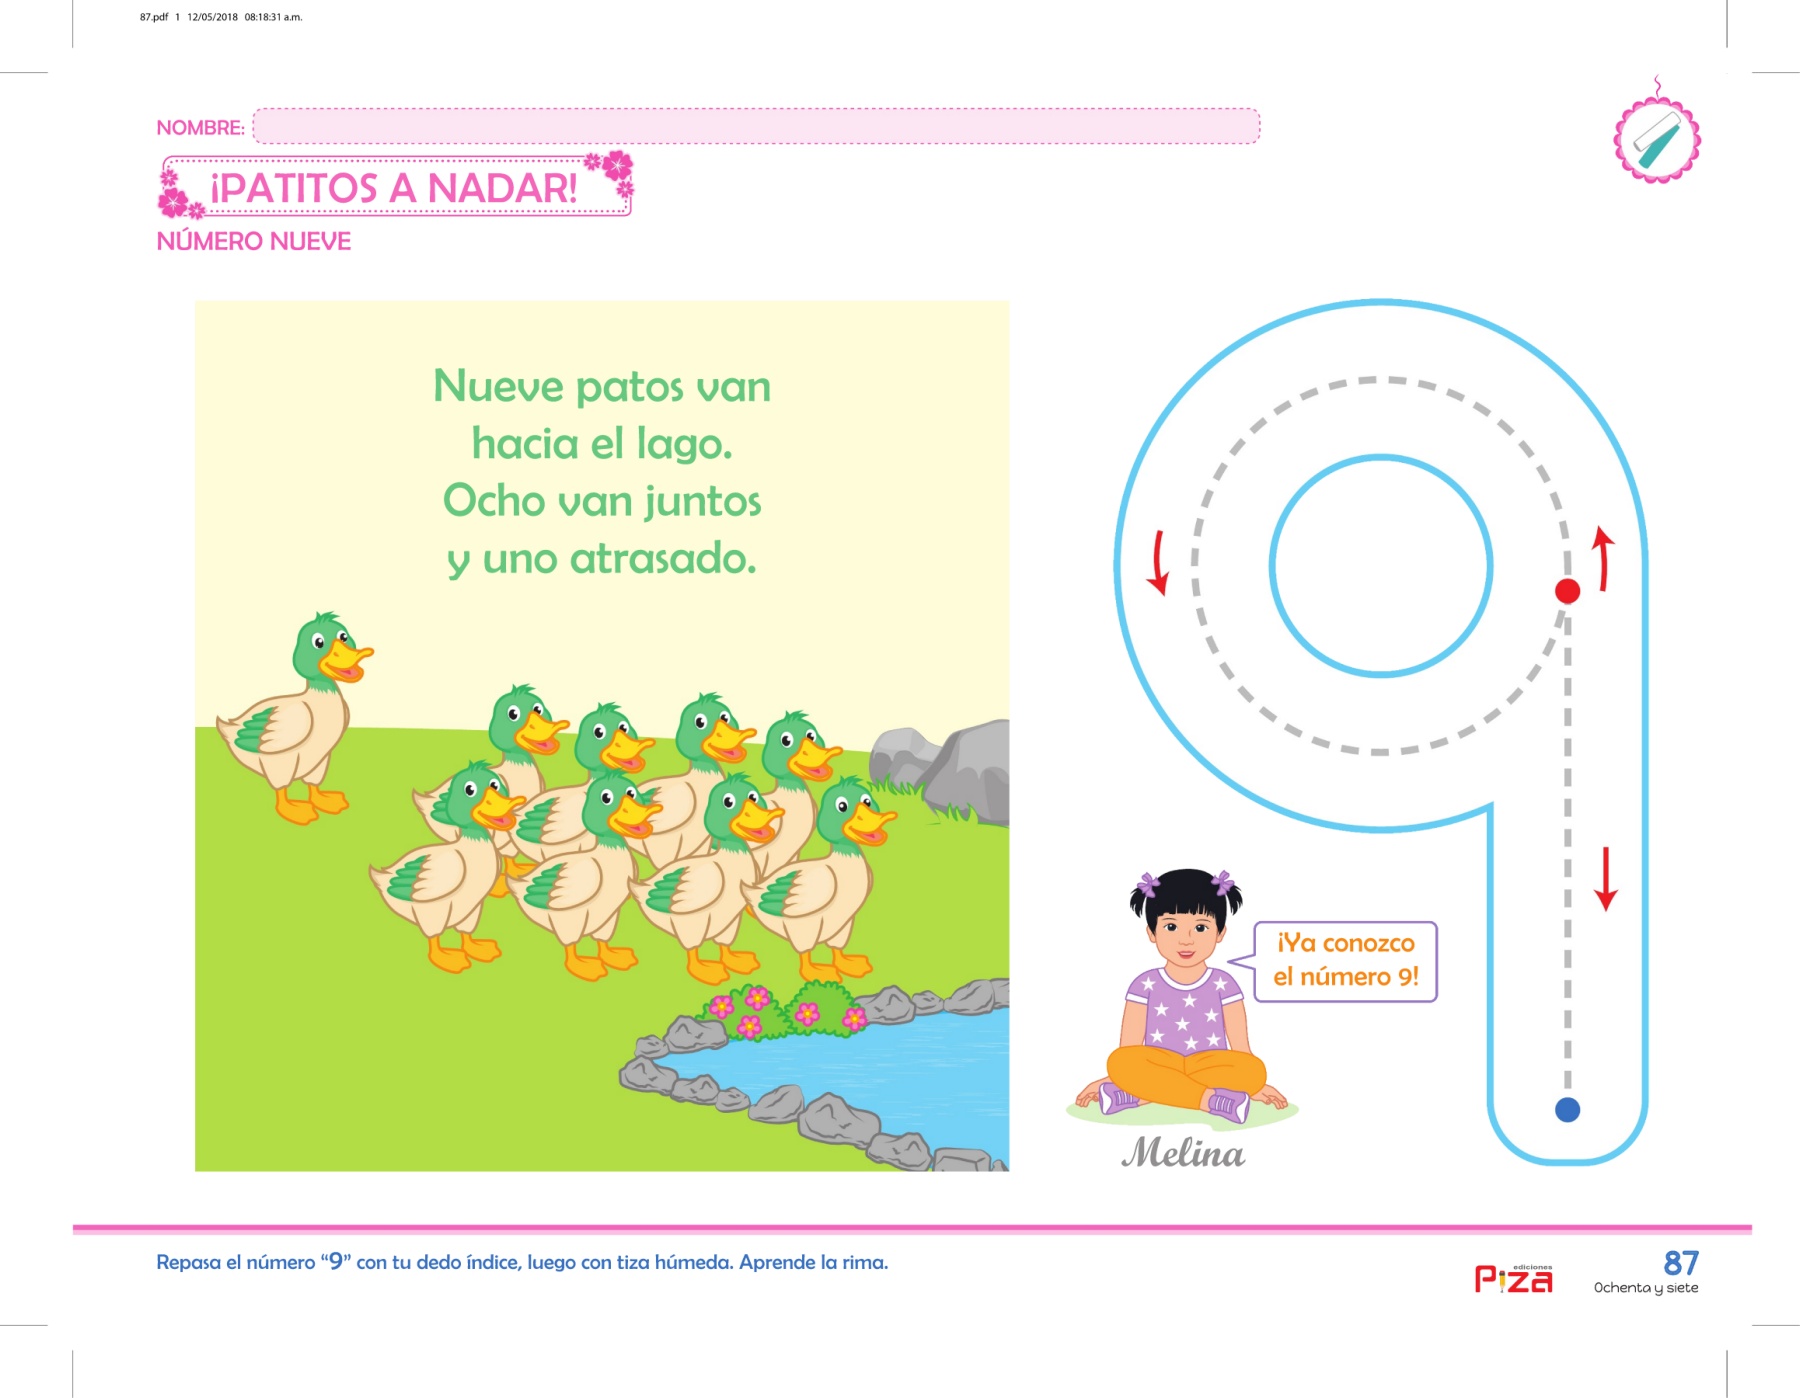 87.pdf 1 12/05/2018 08:18:31 a.m.
NOMBRE:
¡PATITOS A NADAR!
NÚMERO NUEVE
Nueve patos van
hacia el lago.
Ocho van juntos
y uno atrasado.
¡Ya conozco
el número 9!
Melina
Repasa el número “9” con tu dedo índice, luego con tiza húmeda. Aprende la rima.
ediciones
Piza
87
Ochenta y siete